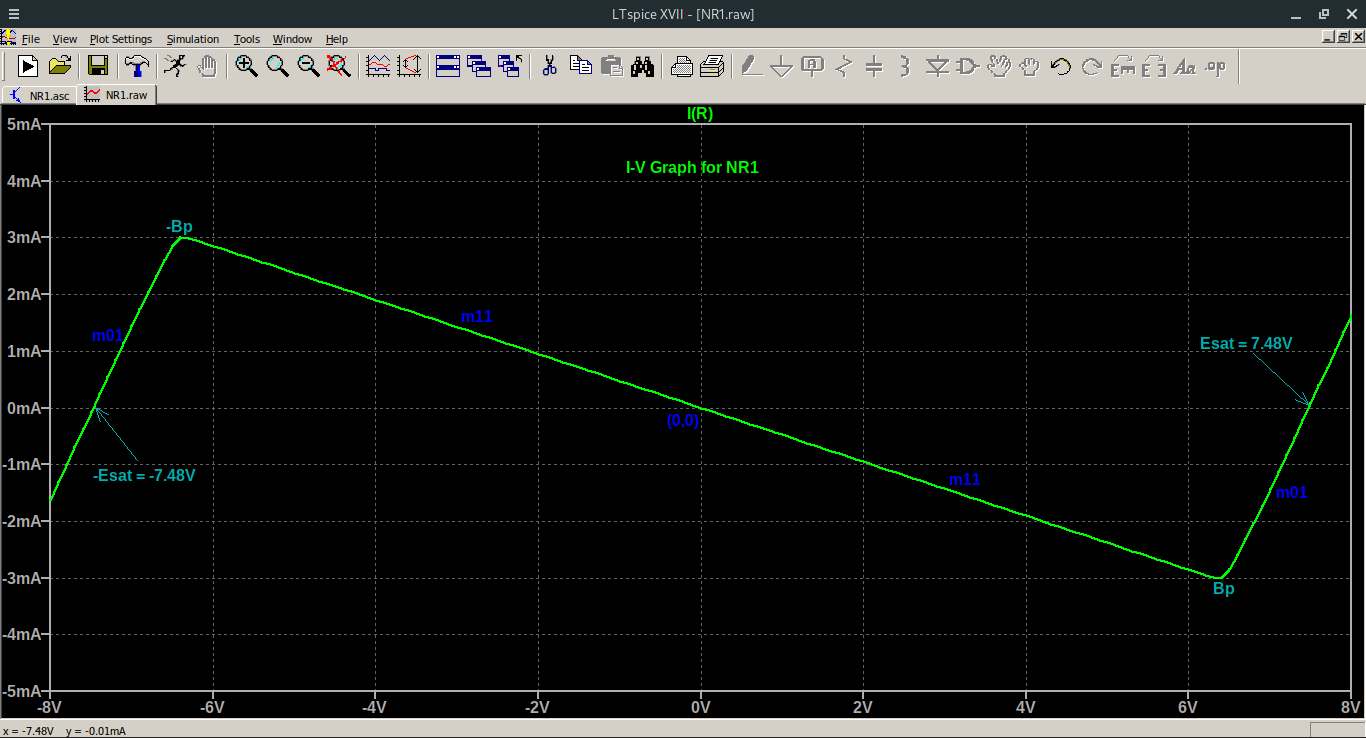 LTspice XVII - [NR1.raw]
File View Plot Settings Simulation Tools Window Help
A Aa .op
NR1.asc NR1.raw
I(R)
I-V Graph for NR1
5mA
4mA
3mA
2mA
1mA
0mA
-1mA
-2mA
-3mA
-4mA
-5mA
-Bp
m11
m01
Esat = 7.48V
(0,0)
-Esat = -7.48V
m11
m01
Bp
-8V -6V -4V -2V 0V 2V 4V 6V 8V
x = -7.48V y = -0.01mA